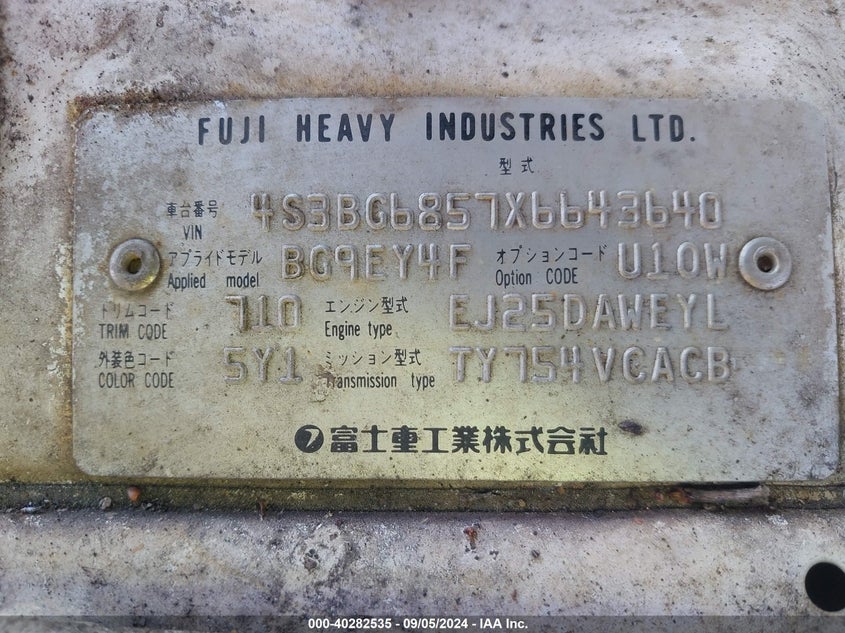 FUJI HEAVY INDUSTRIES LTD.
型式
車台番号 VIN 4S3BG6857X6643640
アプライドモデル Applied model BG9EY4F オプションコード Option CODE U10W
トリムコード TRIM CODE 710 エンジン型式 Engine type EJ25DAWEYL
外装色コード COLOR CODE 5Y1 ミッション型式 Transmission type TY754VCACB
富士重工業株式会社
000-40282535 - 09/05/2024 - IAA Inc.